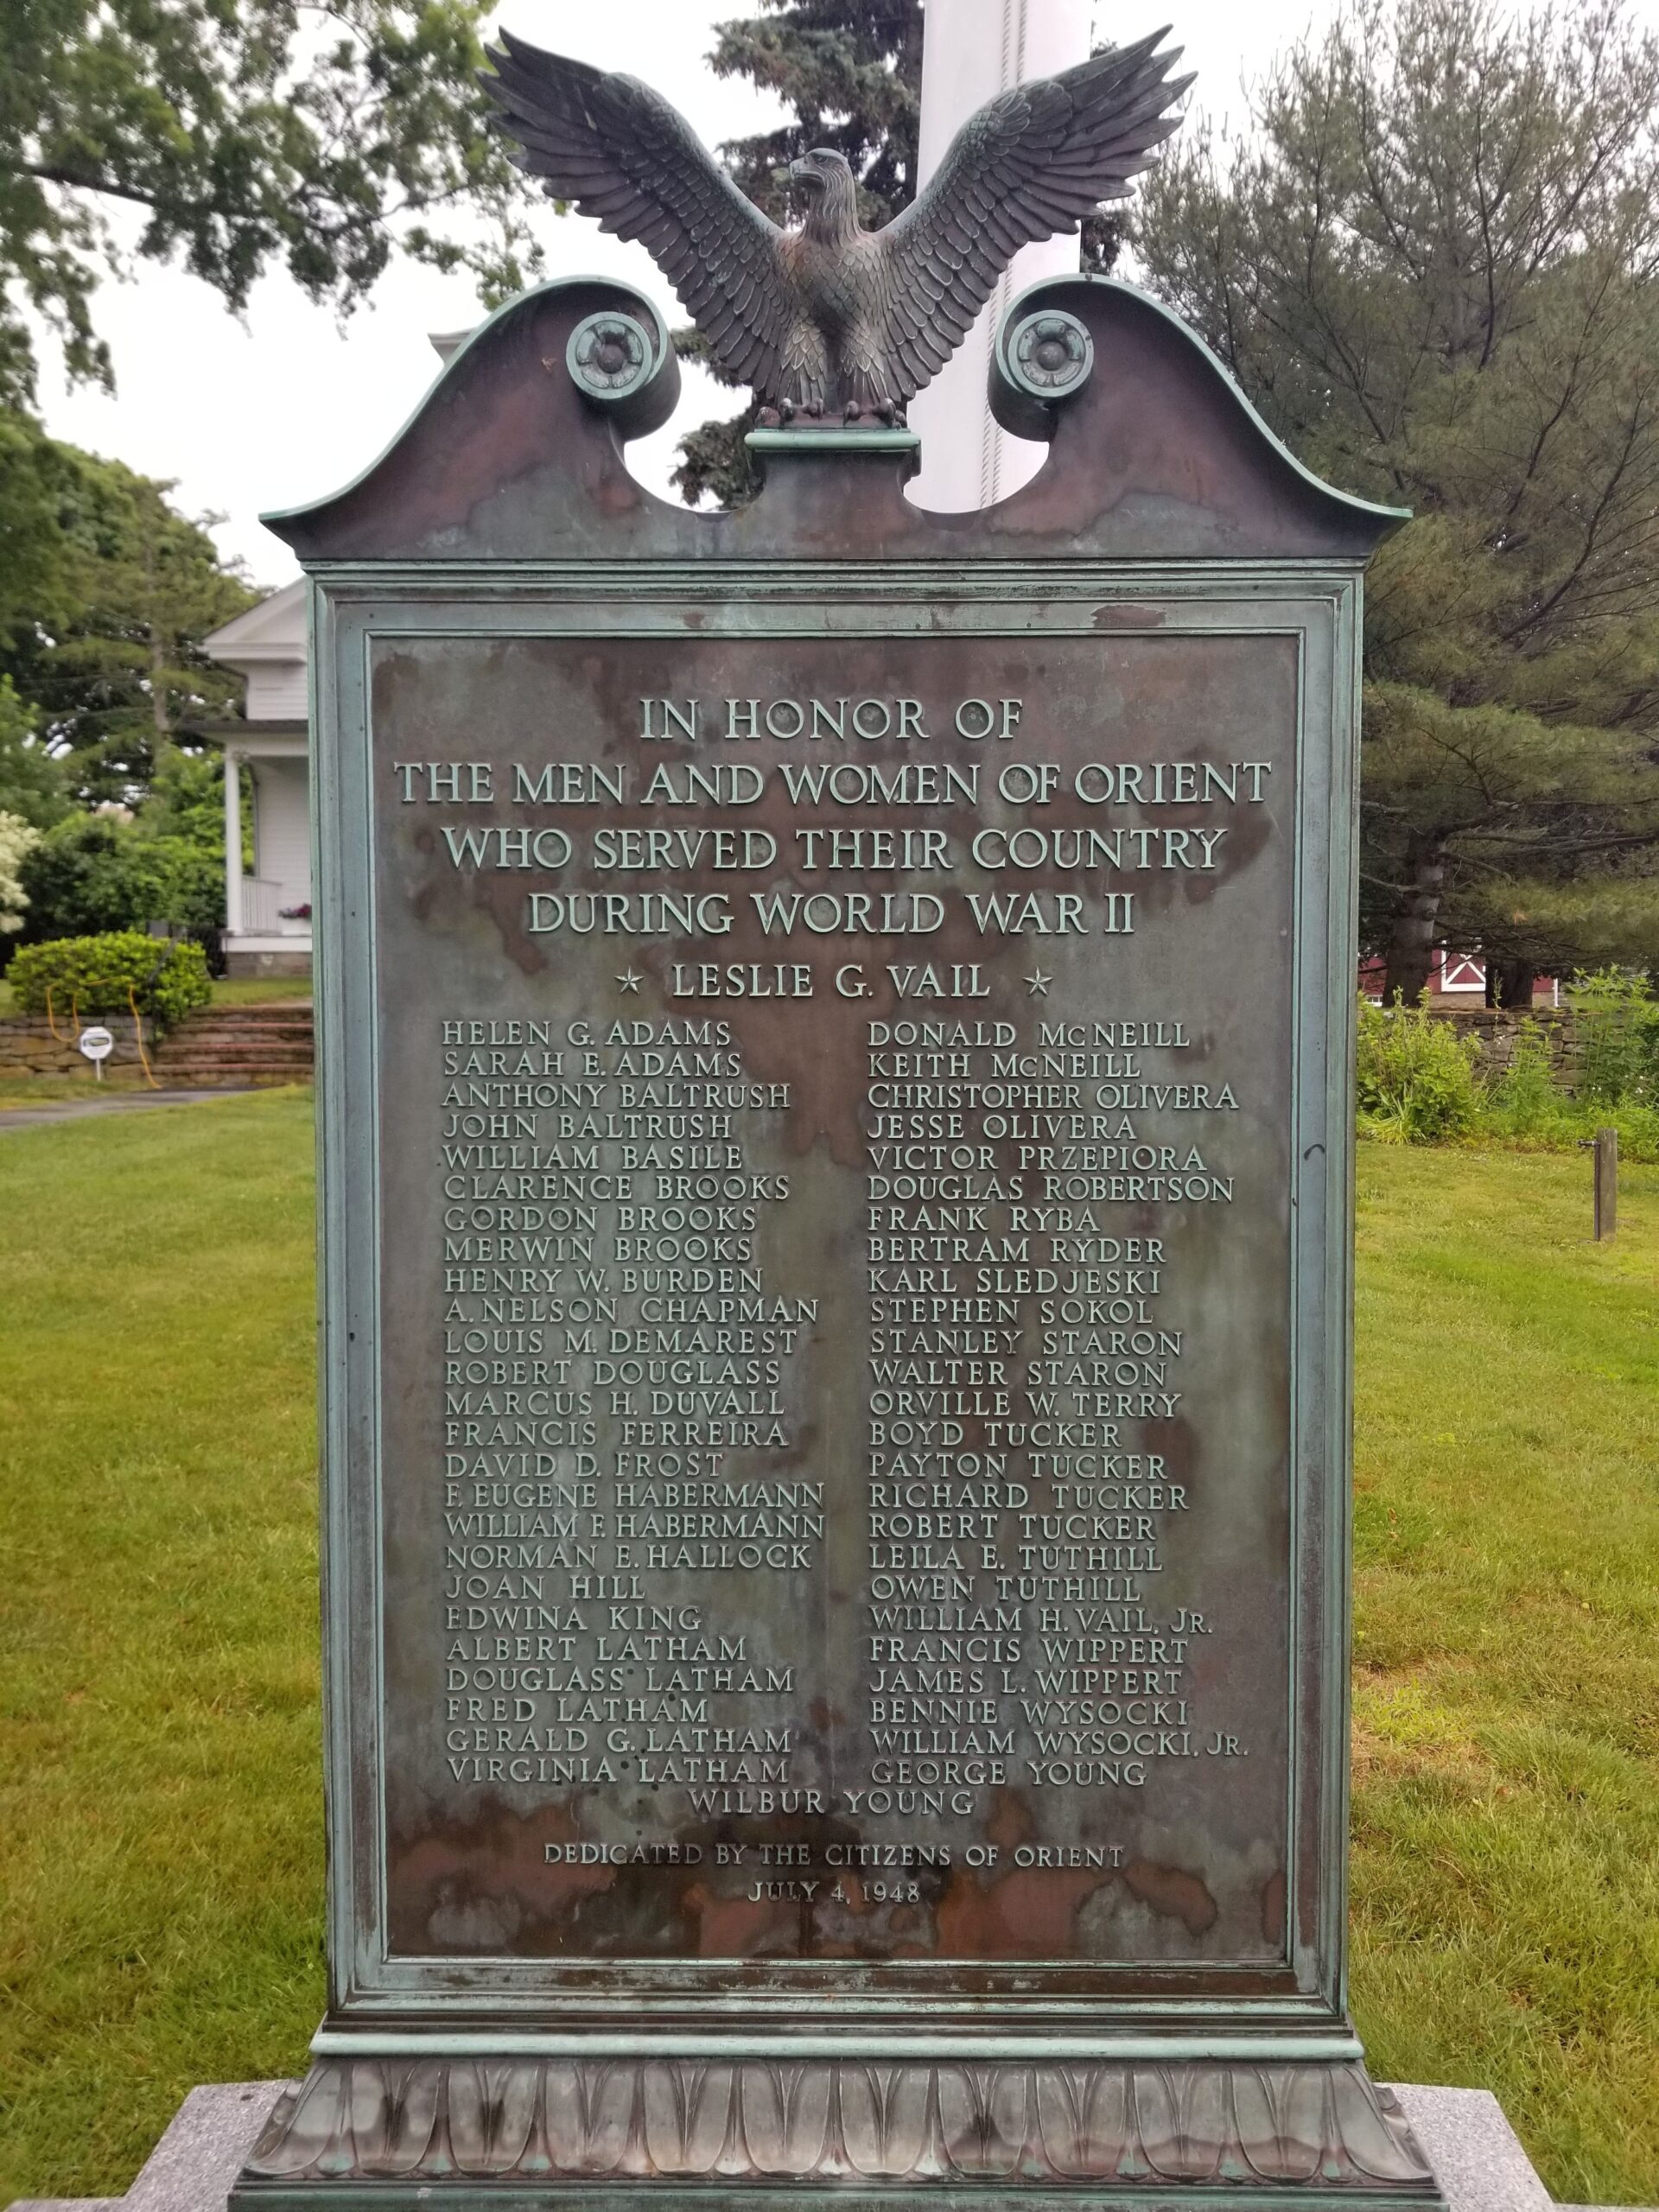 IN HONOR OF
THE MEN AND WOMEN OF ORIENT
WHO SERVED THEIR COUNTRY
DURING WORLD WAR II
★ LESLIE G. VAIL ★
HELEN G. ADAMS
SARAH E. ADAMS
ANTHONY BALTRUSH
JOHN BALTRUSH
WILLIAM BASILE
CLARENCE BROOKS
GORDON BROOKS
MERWIN BROOKS
HENRY W. BURDEN
A. NELSON CHAPMAN
LOUIS M. DEMAREST
ROBERT DOUGLASS
MARCUS H. DUVALL
FRANCIS FERREIRA
DAVID D. FROST
F. EUGENE HABERMANN
WILLIAM F. HABERMANN
NORMAN E. HALLOCK
JOAN HILL
EDWINA KING
ALBERT LATHAM
DOUGLASS LATHAM
FRED LATHAM
GERALD G. LATHAM
VIRGINIA LATHAM
DONALD McNEILL
KEITH McNEILL
CHRISTOPHER OLIVERA
JESSE OLIVERA
VICTOR PRZEPIORA
DOUGLAS ROBERTSON
FRANK RYBA
BERTRAM RYDER
KARL SLEDJESKI
STEPHEN SOKOL
STANLEY STARON
WALTER STARON
ORVILLE W. TERRY
BOYD TUCKER
PAYTON TUCKER
RICHARD TUCKER
ROBERT TUCKER
LEILA E. TUTHILL
OWEN TUTHILL
WILLIAM H. VAIL, JR.
FRANCIS WIPPERT
JAMES L. WIPPERT
BENNIE WYSOCKI
WILLIAM WYSOCKI, JR.
GEORGE YOUNG
WILBUR YOUNG
DEDICATED BY THE CITIZENS OF ORIENT
JULY 4, 1948